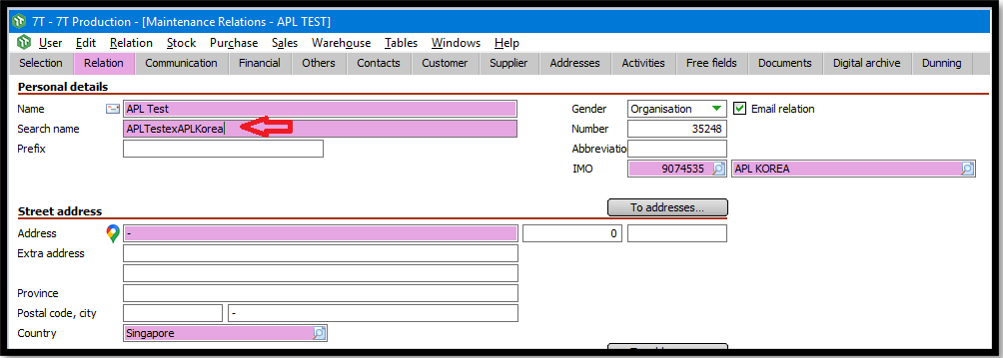 7T - 7T Production - [Maintenance Relations - APL TEST]
User Edit Relation Stock Purchase Sales Warehouse Tables Windows Help
Selection Relation Communication Financial Others Contacts Customer Supplier Addresses Activities Free fields Documents Digital archive Dunning
Personal details
Name APL Test Gender Organisation Email relation
Search name APLTestexAPLKorea Number 35248
Prefix Abbreviatio
IMO 9074535 APL KOREA
Street address To addresses...
Address - 0
Extra address
Province
Postal code, city -
Country Singapore